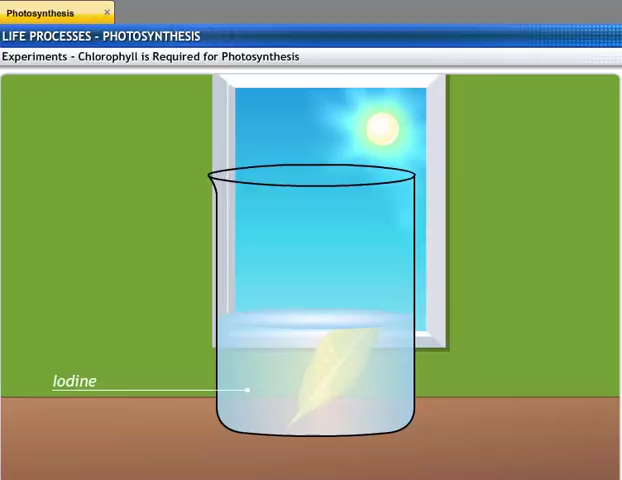 Photosynthesis
LIFE PROCESSES - PHOTOSYNTHESIS
Experiments - Chlorophyll is Required for Photosynthesis
Iodine